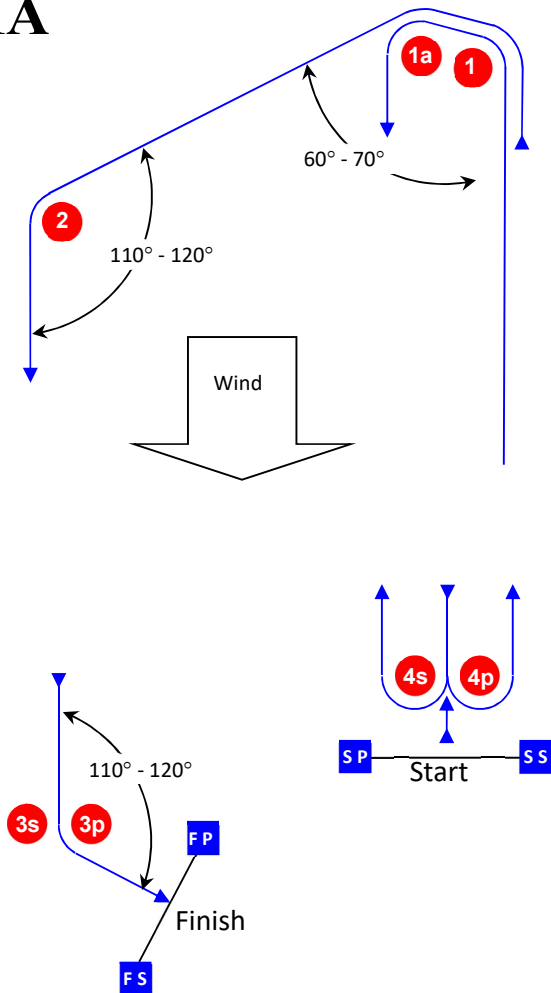 A
1a
1
60° - 70°
2
110° - 120°
Wind
4s
4p
S P
S S
Start
110° - 120°
3s
3p
F P
Finish
F S